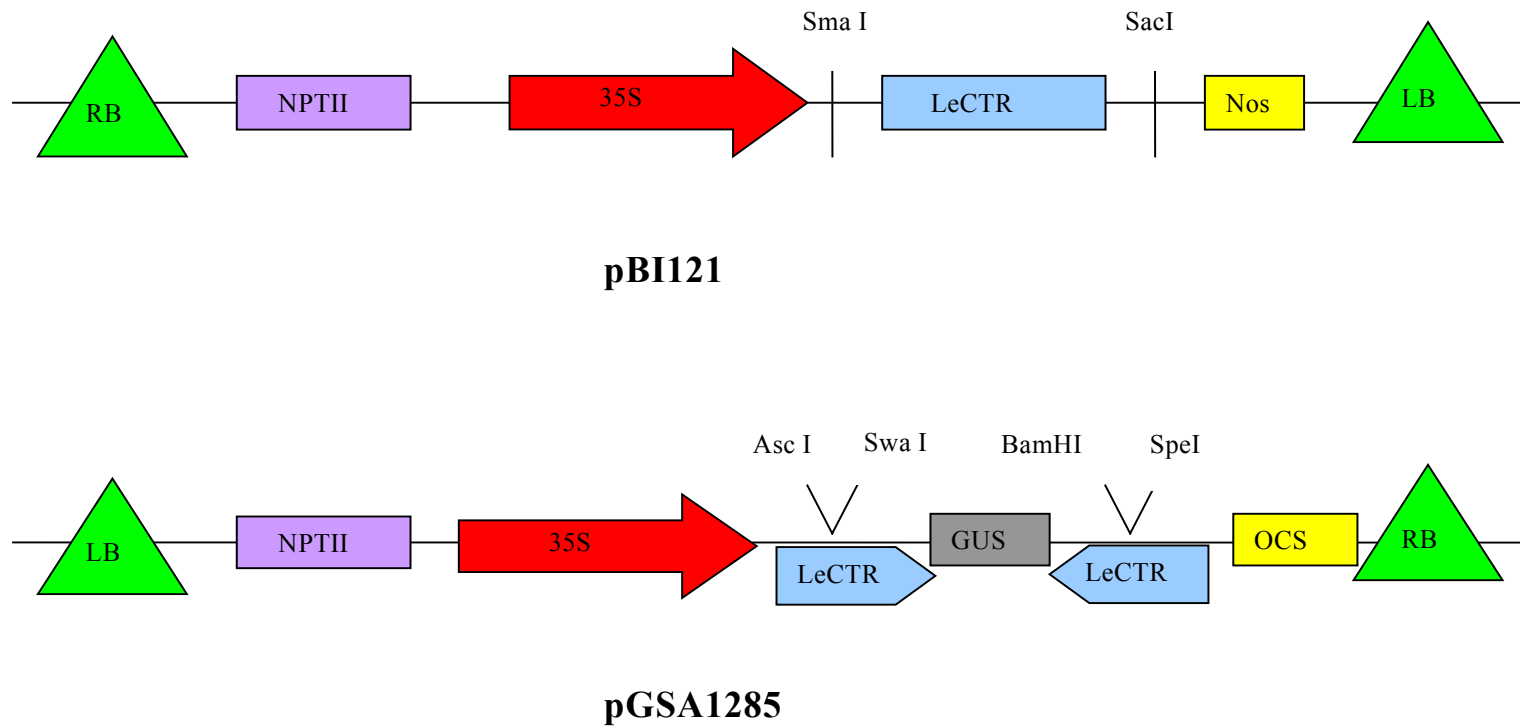 Sma I SacI
RB NPTII 35S LeCTR Nos LB
pBI121
Asc I Swa I BamHI SpeI
LB NPTII 35S GUS OCS RB
LeCTR LeCTR
pGSA1285